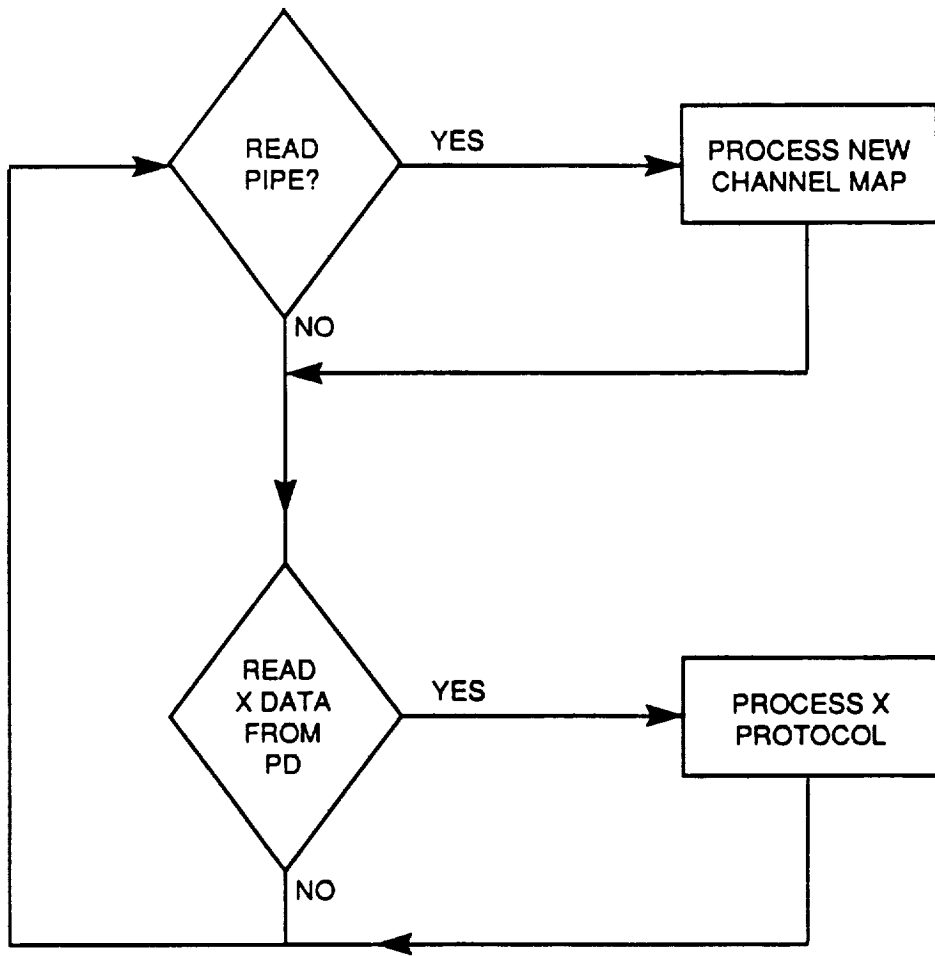 READ
PIPE?
YES
PROCESS NEW
CHANNEL MAP
NO
READ
X DATA
FROM
PD
YES
PROCESS X
PROTOCOL
NO